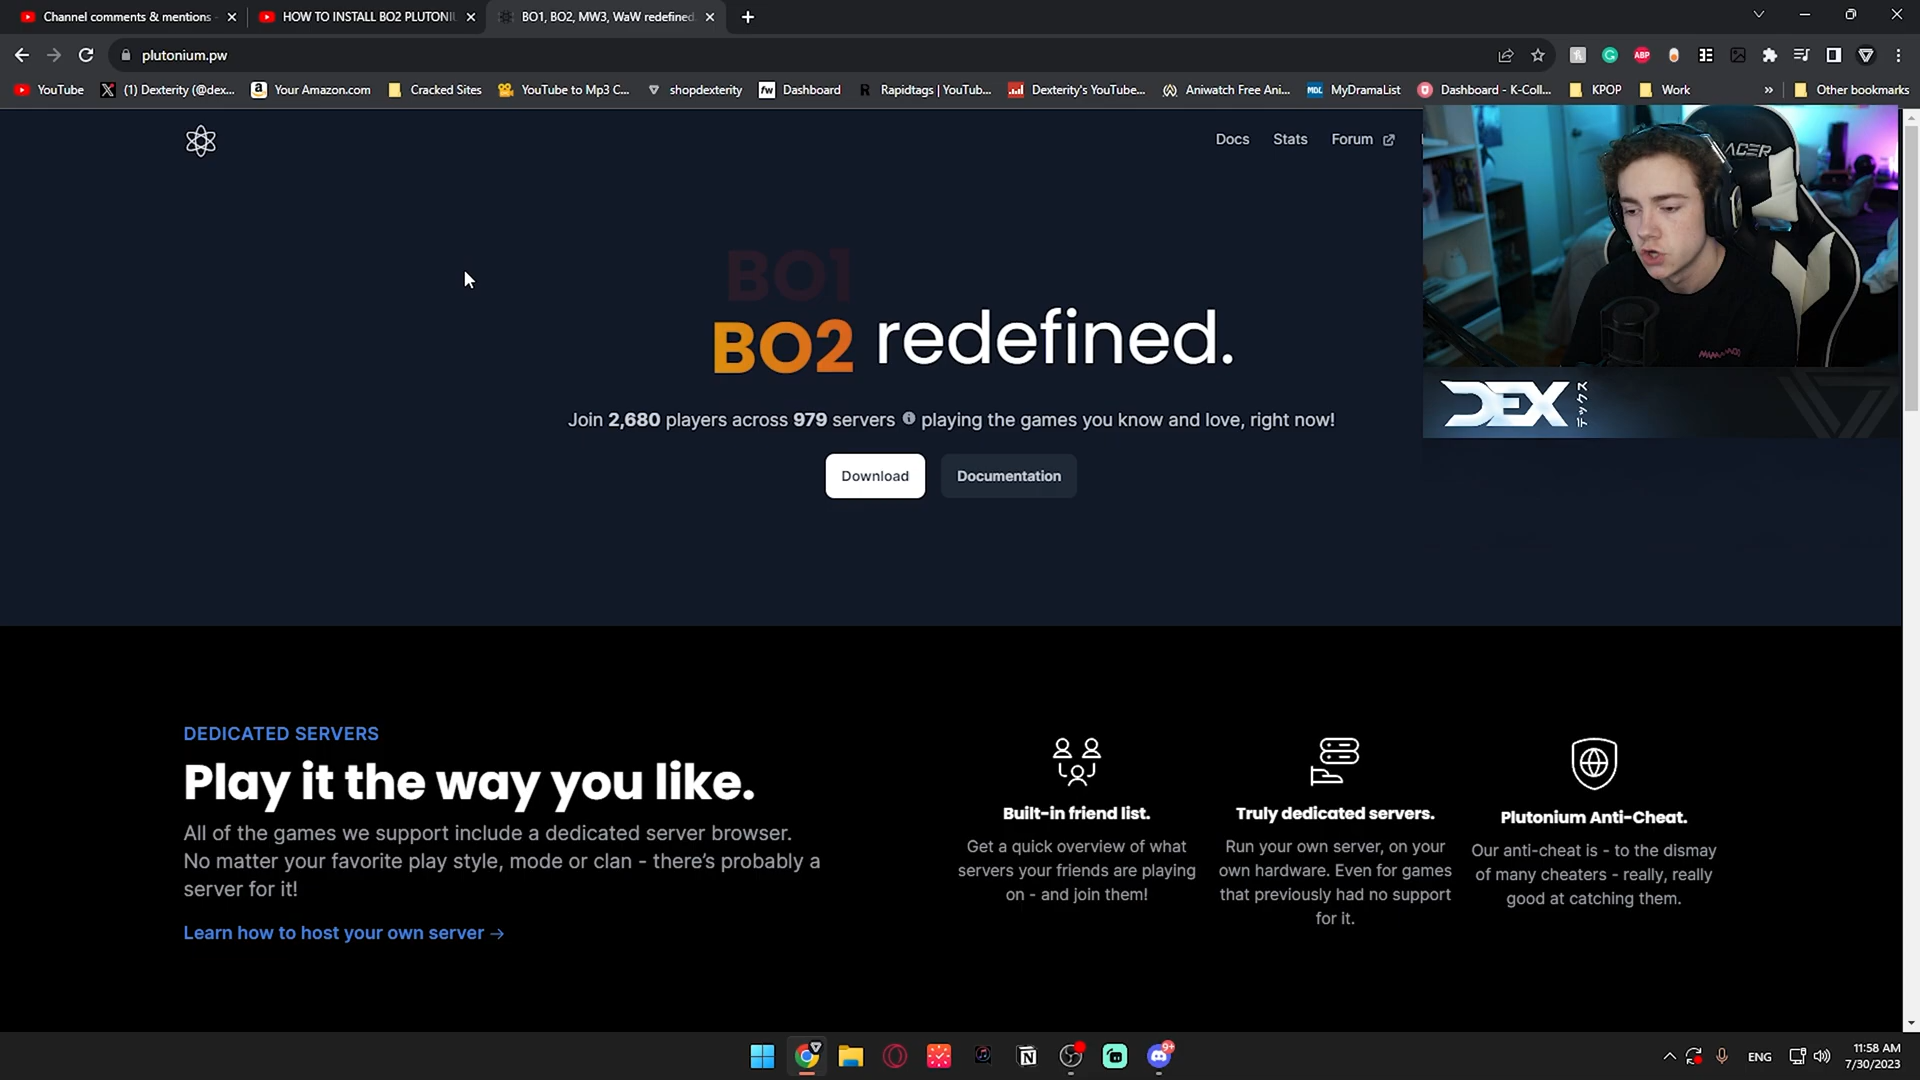 Channel comments & mentions -
HOW TO INSTALL BO2 PLUTONIU
BO1, BO2, MW3, WaW redefined.
plutonium.pw
ABP
YouTube
(1) Dexterity (@dex...
Your Amazon.com
Cracked Sites
YouTube to Mp3 C...
shopdexterity
fw Dashboard
Rapidtags | YouTub...
Dexterity's YouTube...
Aniwatch Free Ani...
MDL MyDramaList
Dashboard - K-Coll...
KPOP
Work
»
Other bookmarks
Docs
Stats
Forum
BO1
BO2 redefined.
DEX
デックス
Join 2,680 players across 979 servers playing the games you know and love, right now!
Download
Documentation
DEDICATED SERVERS
Play it the way you like.
All of the games we support include a dedicated server browser.
No matter your favorite play style, mode or clan - there's probably a
server for it!
Learn how to host your own server →
Built-in friend list.
Get a quick overview of what
servers your friends are playing
on - and join them!
Truly dedicated servers.
Run your own server, on your
own hardware. Even for games
that previously had no support
for it.
Plutonium Anti-Cheat.
Our anti-cheat is - to the dismay
of many cheaters - really, really
good at catching them.
9+
ENG
11:58 AM
7/30/2023